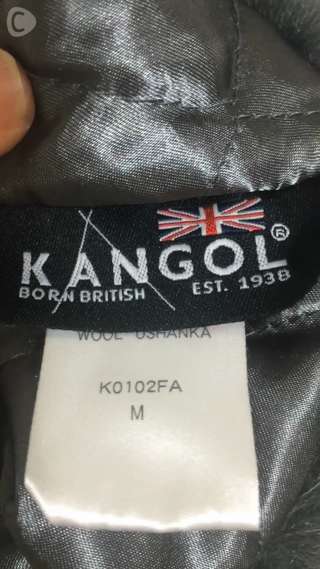 C
KANGOL®
BORN BRITISH EST. 1938
WOOL USHANKA
K0102FA
M